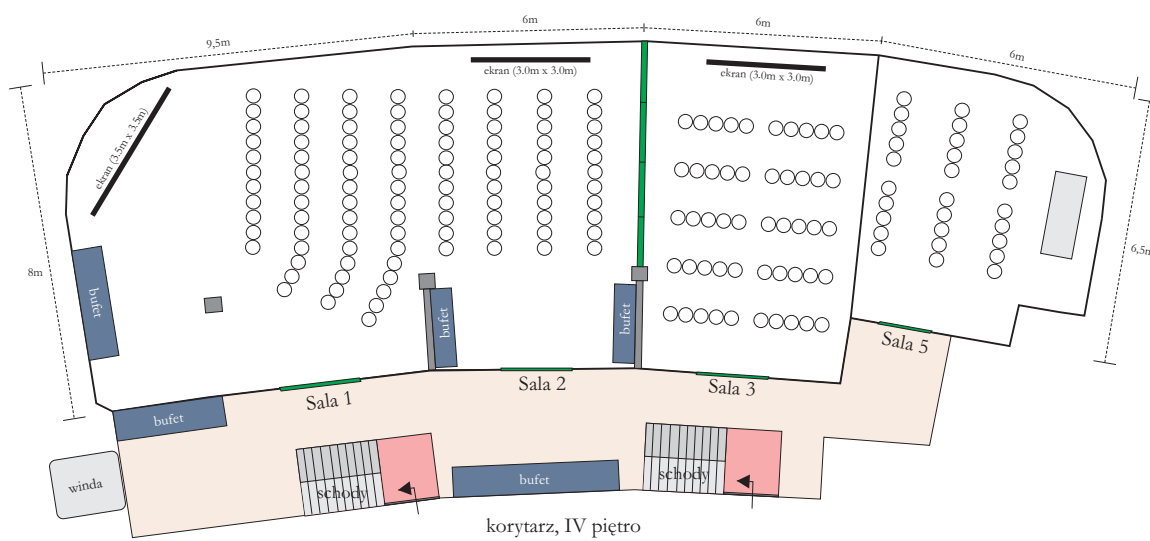 6m
6m
9,5m
6m
ekran (3.0m x 3.0m)
ekran (3.0m x 3.0m)
ekran (3.5m x 3.5m)
8m
6,5m
bufet
bufet
bufet
Sala 5
Sala 2
Sala 3
Sala 1
bufet
winda
schody
bufet
schody
korytarz, IV piętro